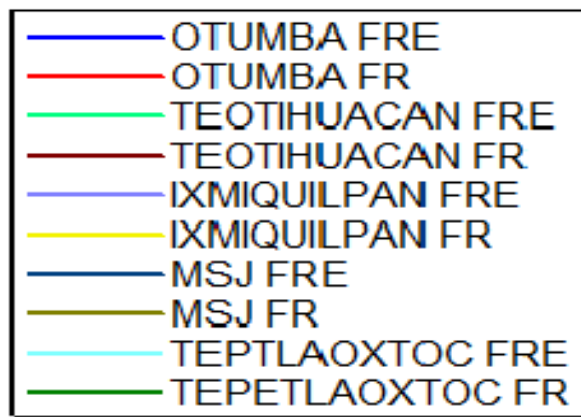 OTUMBA FRE
OTUMBA FR
TEOTIHUACAN FRE
TEOTIHUACAN FR
IXMIQUILPAN FRE
IXMIQUILPAN FR
MSJ FRE
MSJ FR
TEPTLAOXTOC FRE
TEPETLAOXTOC FR